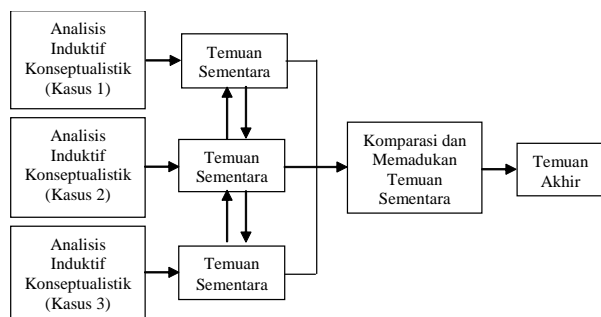 Analisis
Induktif
Konseptualistik
(Kasus 1)
Temuan
Sementara
Analisis
Induktif
Konseptualistik
(Kasus 2)
Temuan
Sementara
Komparasi dan
Memadukan
Temuan
Sementara
Temuan
Akhir
Analisis
Induktif
Konseptualistik
(Kasus 3)
Temuan
Sementara